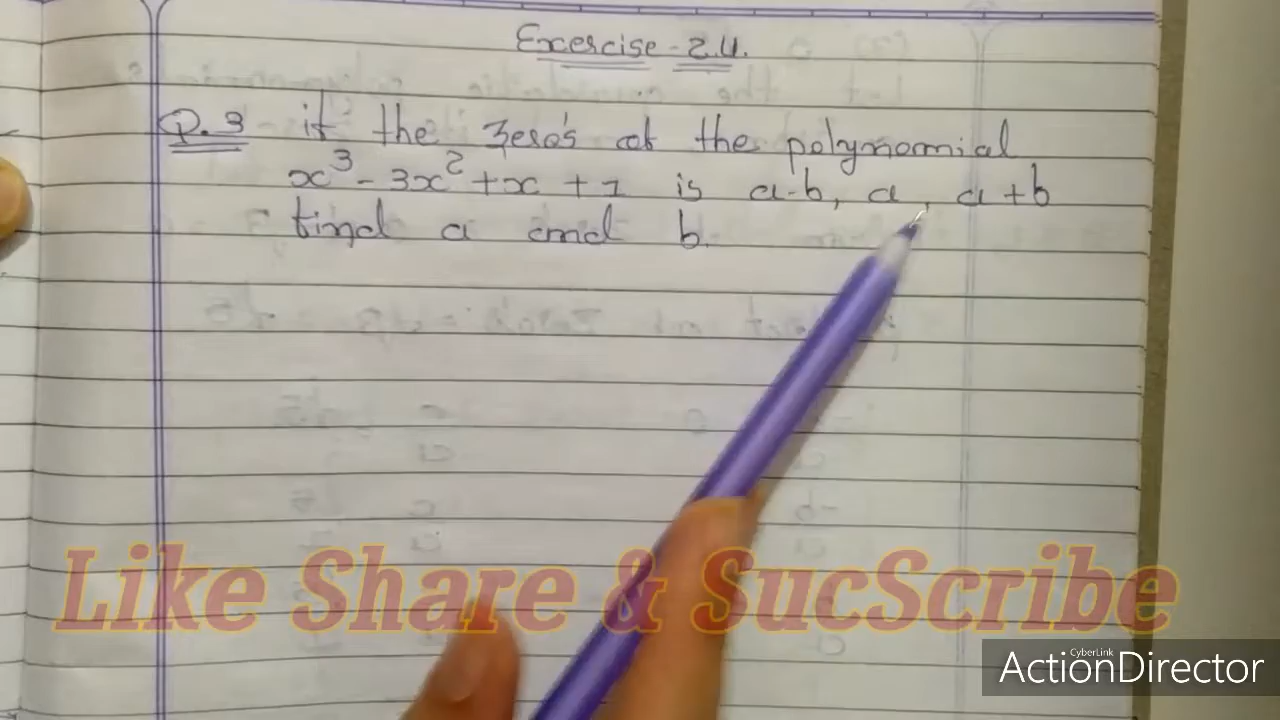 Exercise - 2.4.
Q.3 if the zero's of the polynomial
x³ - 3x² + x + 1 is a-b, a, a+b
find a and b.
Like Share & SucScribe
CyberLink
ActionDirector